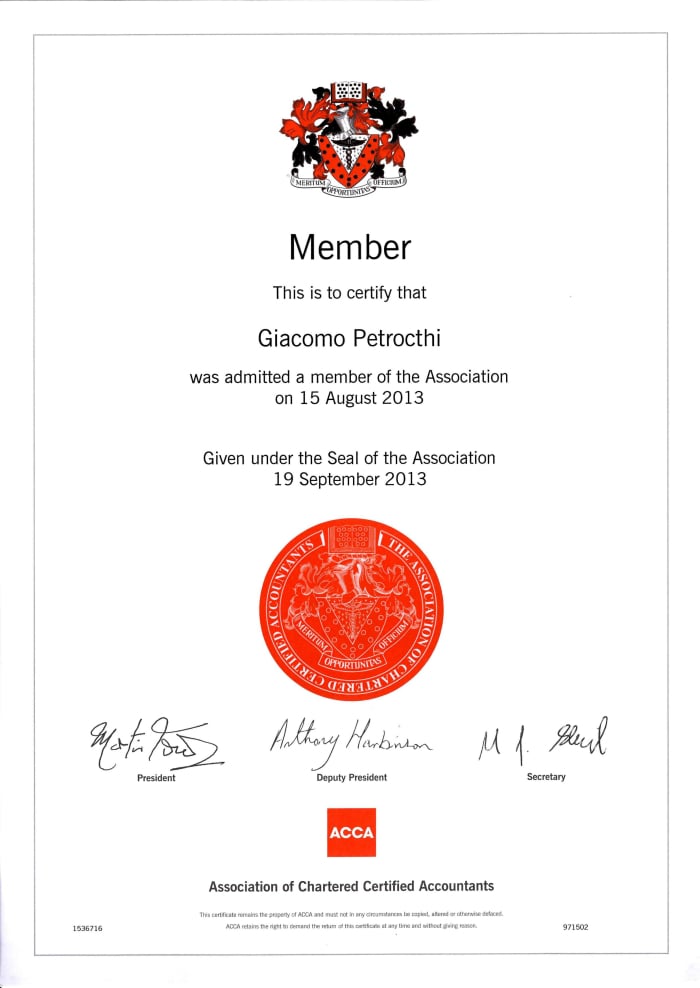 MERITUM OPPORTUNITAS OFFICIUM
Member
This is to certify that
Giacomo Petrocthi
was admitted a member of the Association
on 15 August 2013
Given under the Seal of the Association
19 September 2013
THE ASSOCIATION OF CHARTERED CERTIFIED ACCOUNTANTS
MERITUM OPPORTUNITAS OFFICIUM
Martin Anthony Harbinson M
President Deputy President Secretary
ACCA
Association of Chartered Certified Accountants
This certificate remains the property of ACCA and must not in any circumstances be copied, altered or otherwise defaced.
ACCA retains the right to demand the return of this certificate at any time and without giving reason.
1536716 971502